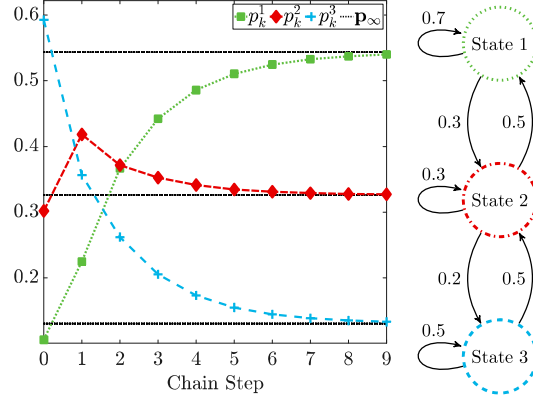 p_k^1 p_k^2 p_k^3 p_∞
0.6
0.5
0.4
0.3
0.2
0 1 2 3 4 5 6 7 8 9
Chain Step
0.7
State 1
0.3 0.5
0.3
State 2
0.2 0.5
0.5
State 3